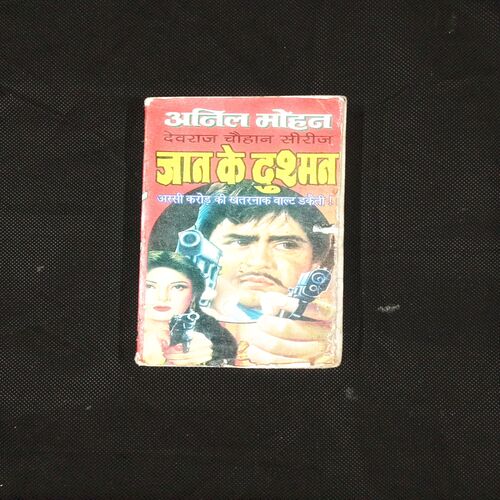 अनिल मोहन
देवराज चौहान सीरीज
जान के दुश्मन
अस्सी करोड की खतरनाक वाल्ट डकैती !